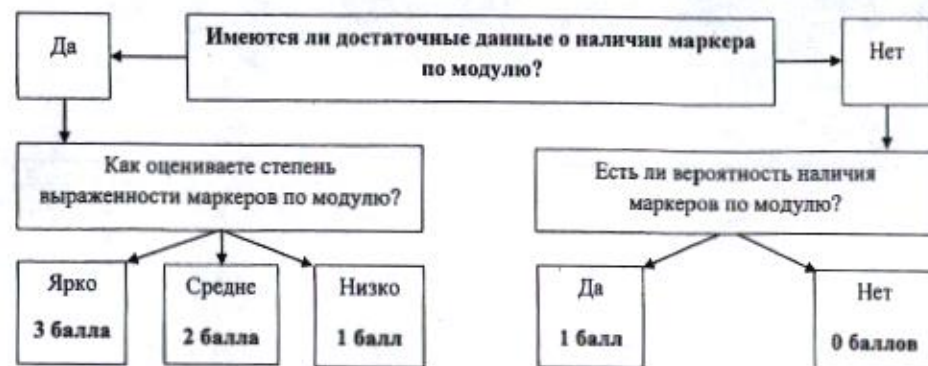 Да
Имеются ли достаточные данные о наличии маркера
по модулю?
Нет
Как оцениваете степень
выраженности маркеров по модулю?
Есть ли вероятность наличия
маркеров по модулю?
Ярко
3 балла
Средне
2 балла
Низко
1 балл
Да
1 балл
Нет
0 баллов